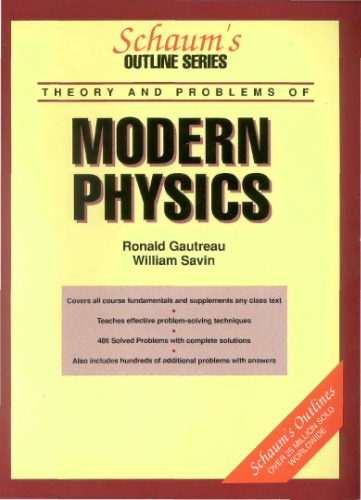 Schaum's
OUTLINE SERIES
THEORY AND PROBLEMS OF
MODERN
PHYSICS
Ronald Gautreau
William Savin
Covers all course fundamentals and supplements any class text
Teaches effective problem-solving techniques
486 Solved Problems with complete solutions
Also includes hundreds of additional problems with answers
Schaum's Outlines
OVER 25 MILLION SOLD
WORLDWIDE